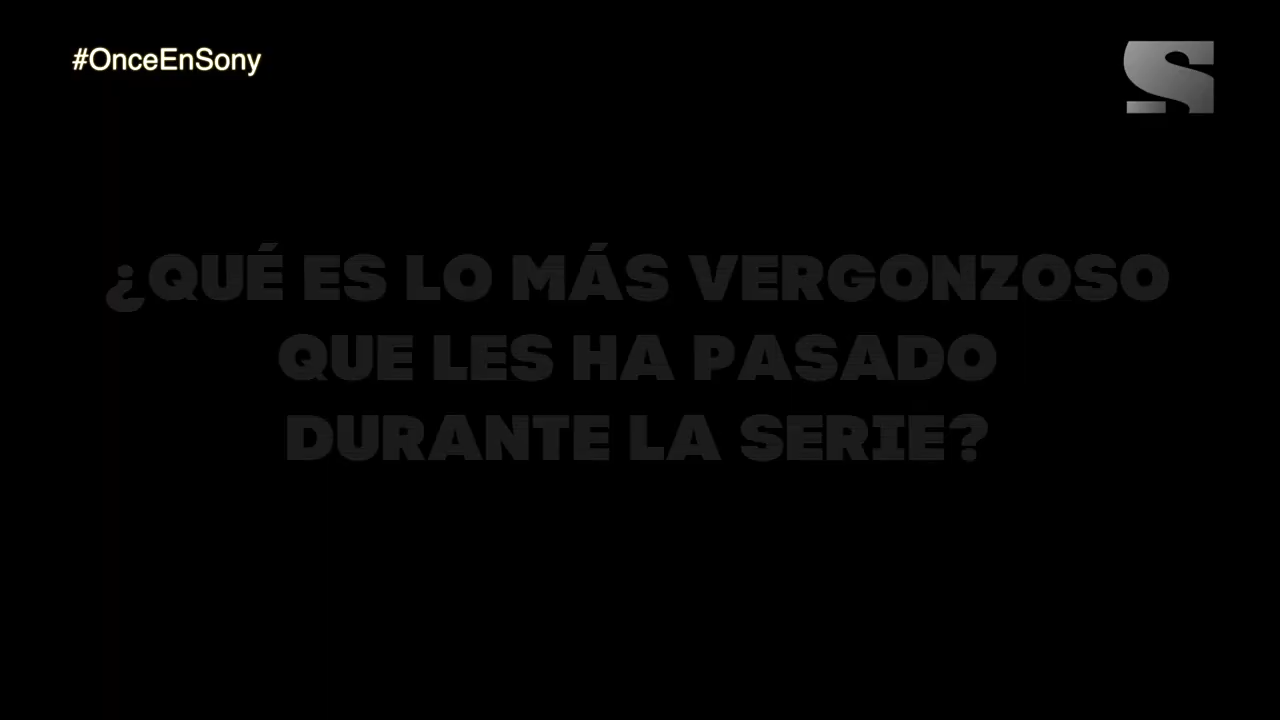 #OnceEnSony
¿QUÉ ES LO MÁS VERGONZOSO
QUE LES HA PASADO
DURANTE LA SERIE?